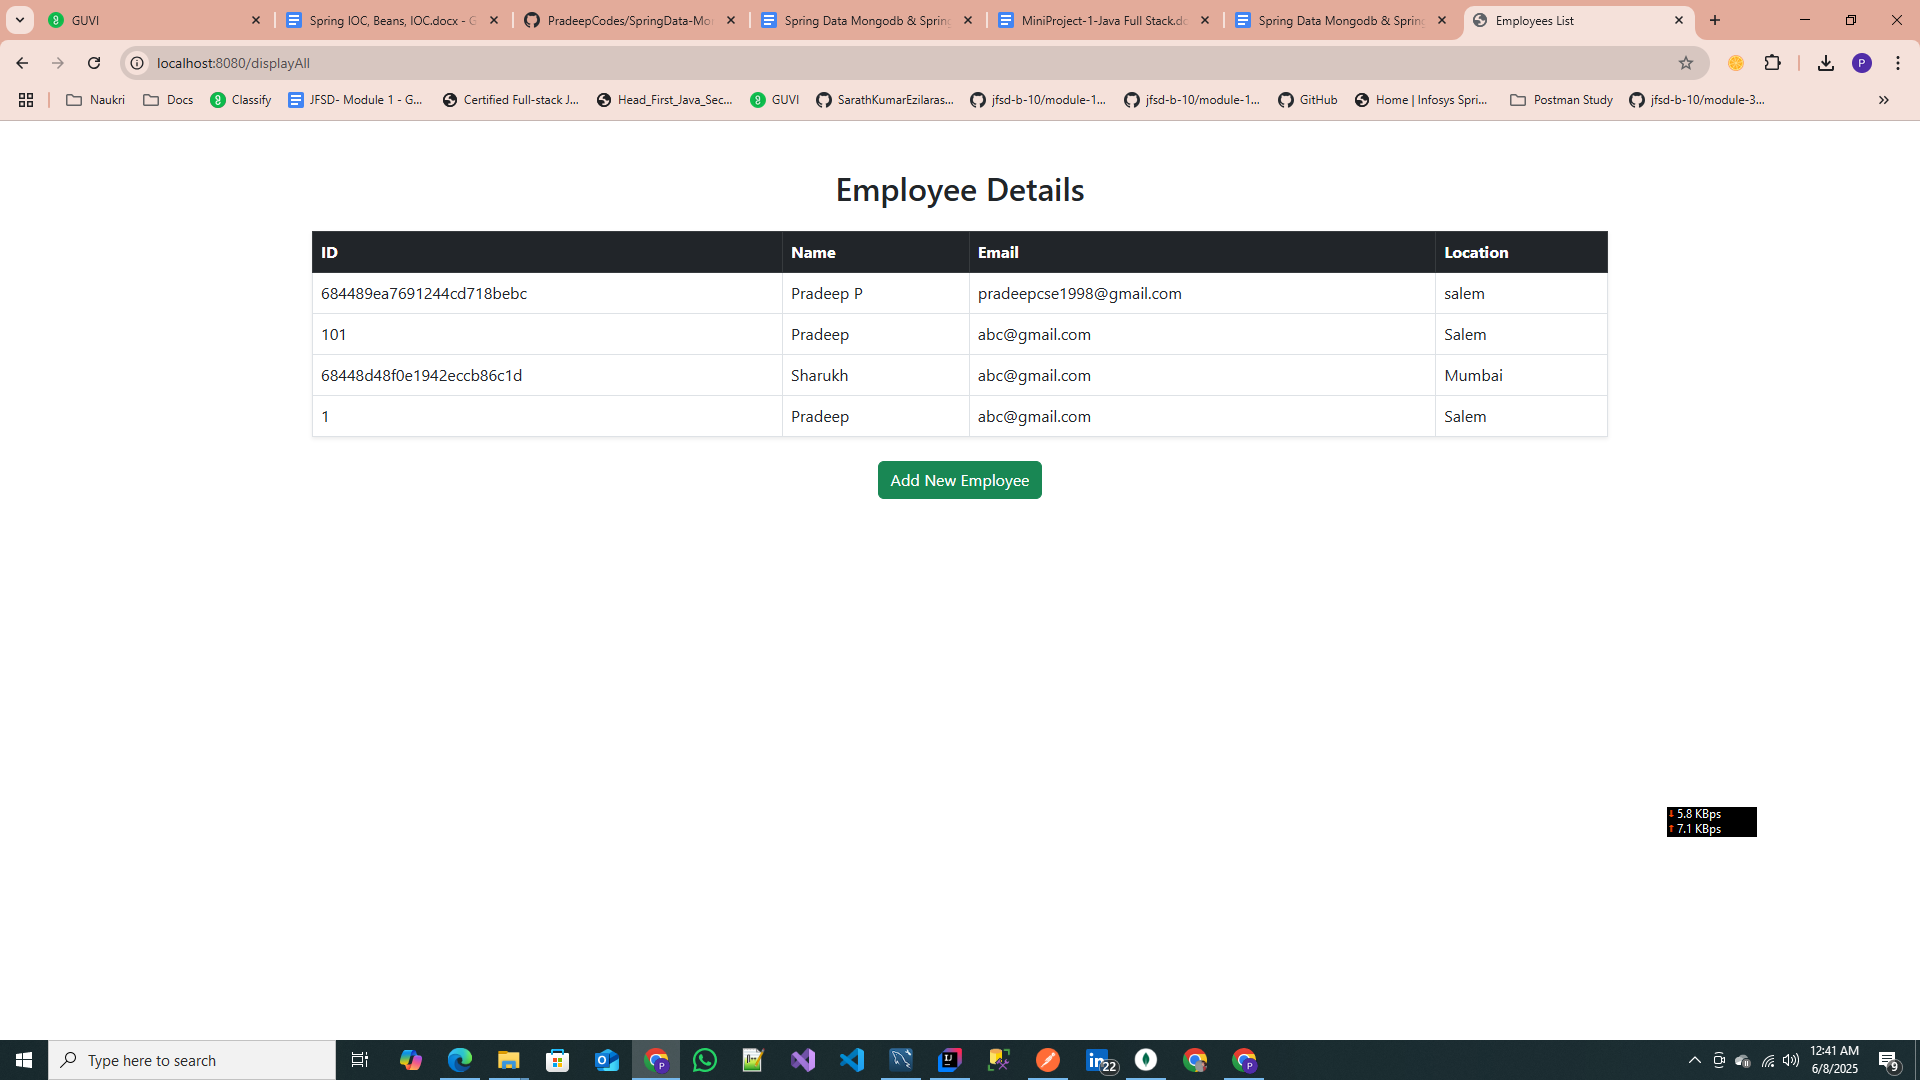 GUVI
Spring IOC, Beans, IOC.docx - G
PradeepCodes/SpringData-Mon
Spring Data Mongodb & Spring
MiniProject-1-Java Full Stack.do
Spring Data Mongodb & Spring
Employees List
localhost:8080/displayAll
P
Naukri
Docs
Classify
JFSD- Module 1 - G...
Certified Full-stack J...
Head_First_Java_Sec...
GUVI
SarathKumarEzilaras...
jfsd-b-10/module-1...
jfsd-b-10/module-1...
GitHub
Home | Infosys Spri...
Postman Study
jfsd-b-10/module-3...
Employee Details
ID Name Email Location
684489ea7691244cd718bebc Pradeep P pradeepcse1998@gmail.com salem
101 Pradeep abc@gmail.com Salem
68448d48f0e1942eccb86c1d Sharukh abc@gmail.com Mumbai
1 Pradeep abc@gmail.com Salem
Add New Employee
5.8 KBps
7.1 KBps
Type here to search
22
12:41 AM
6/8/2025
9